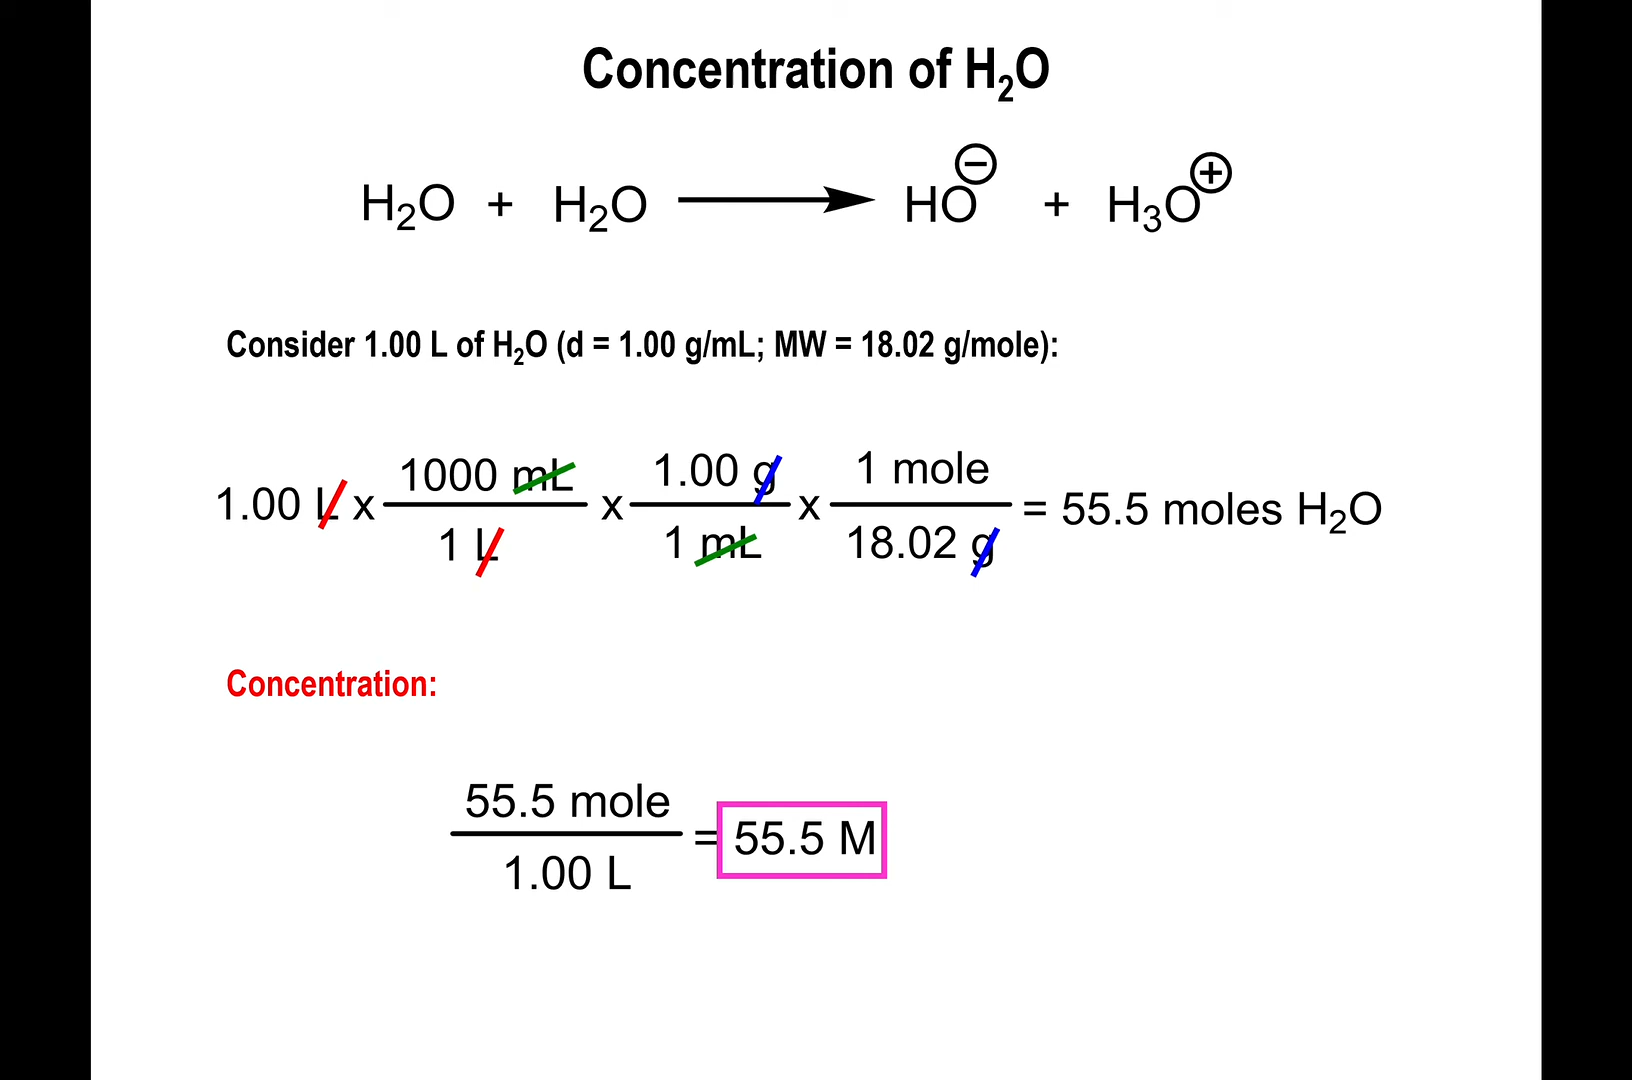 Concentration of H₂O
H₂O + H₂O ⟶ HO⊖ + H₃O⊕
Consider 1.00 L of H₂O (d = 1.00 g/mL; MW = 18.02 g/mole):
1000 mL 1.00 g 1 mole
1.00 L x x x = 55.5 moles H₂O
1 L 1 mL 18.02 g
Concentration:
55.5 mole
= 55.5 M
1.00 L